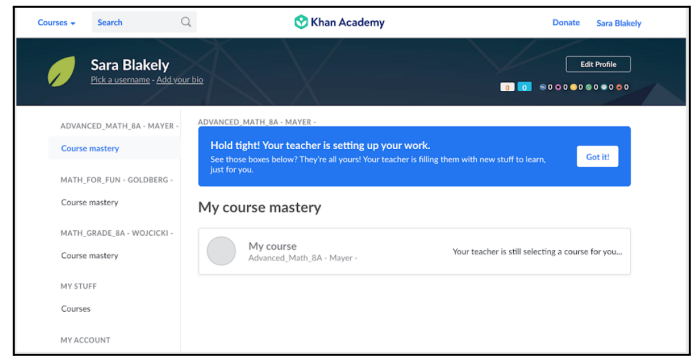 Courses Search Khan Academy Donate Sara Blakely
Sara Blakely
Pick a username · Add your bio
Edit Profile
0 0 0 0 0 0 0 0
ADVANCED_MATH_8A - MAYER -
Course mastery
MATH_FOR_FUN - GOLDBERG -
Course mastery
MATH_GRADE_8A - WOJCICKI -
Course mastery
MY STUFF
Courses
MY ACCOUNT
ADVANCED_MATH_8A - MAYER -
Hold tight! Your teacher is setting up your work.
See those boxes below? They're all yours! Your teacher is filling them with new stuff to learn,
just for you.
Got it!
My course mastery
My course
Advanced_Math_8A - Mayer -
Your teacher is still selecting a course for you...